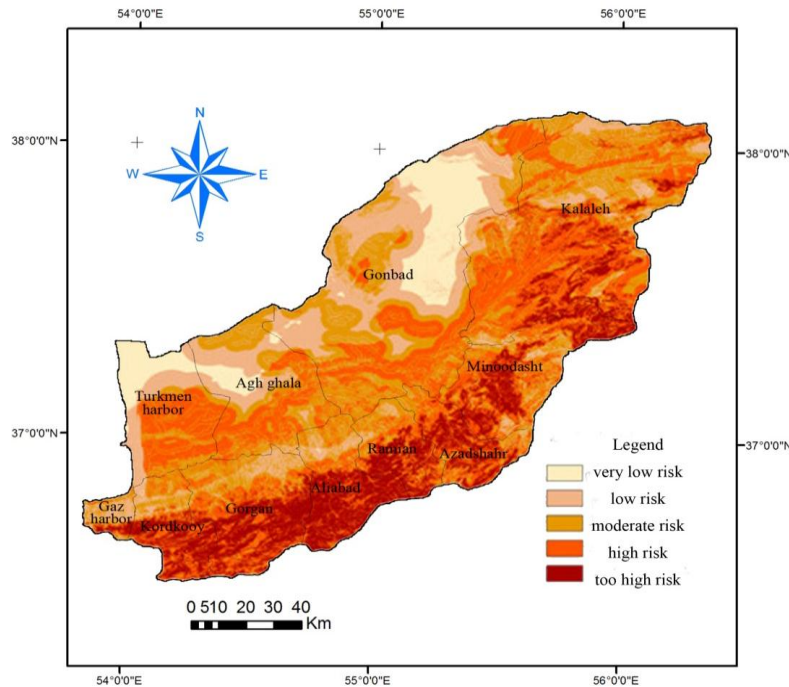 54°0'0"E 55°0'0"E 56°0'0"E
N
W E
S
38°0'0"N 38°0'0"N
Kalaleh
Gonbad
Minoodasht
Agh ghala
Turkmen
harbor
37°0'0"N 37°0'0"N
Ramian Azadshahr
Aliabad
Gaz
harbor
Gorgan
Kordkooy
Legend
very low risk
low risk
moderate risk
high risk
too high risk
0 510 20 30 40
Km
54°0'0"E 55°0'0"E 56°0'0"E